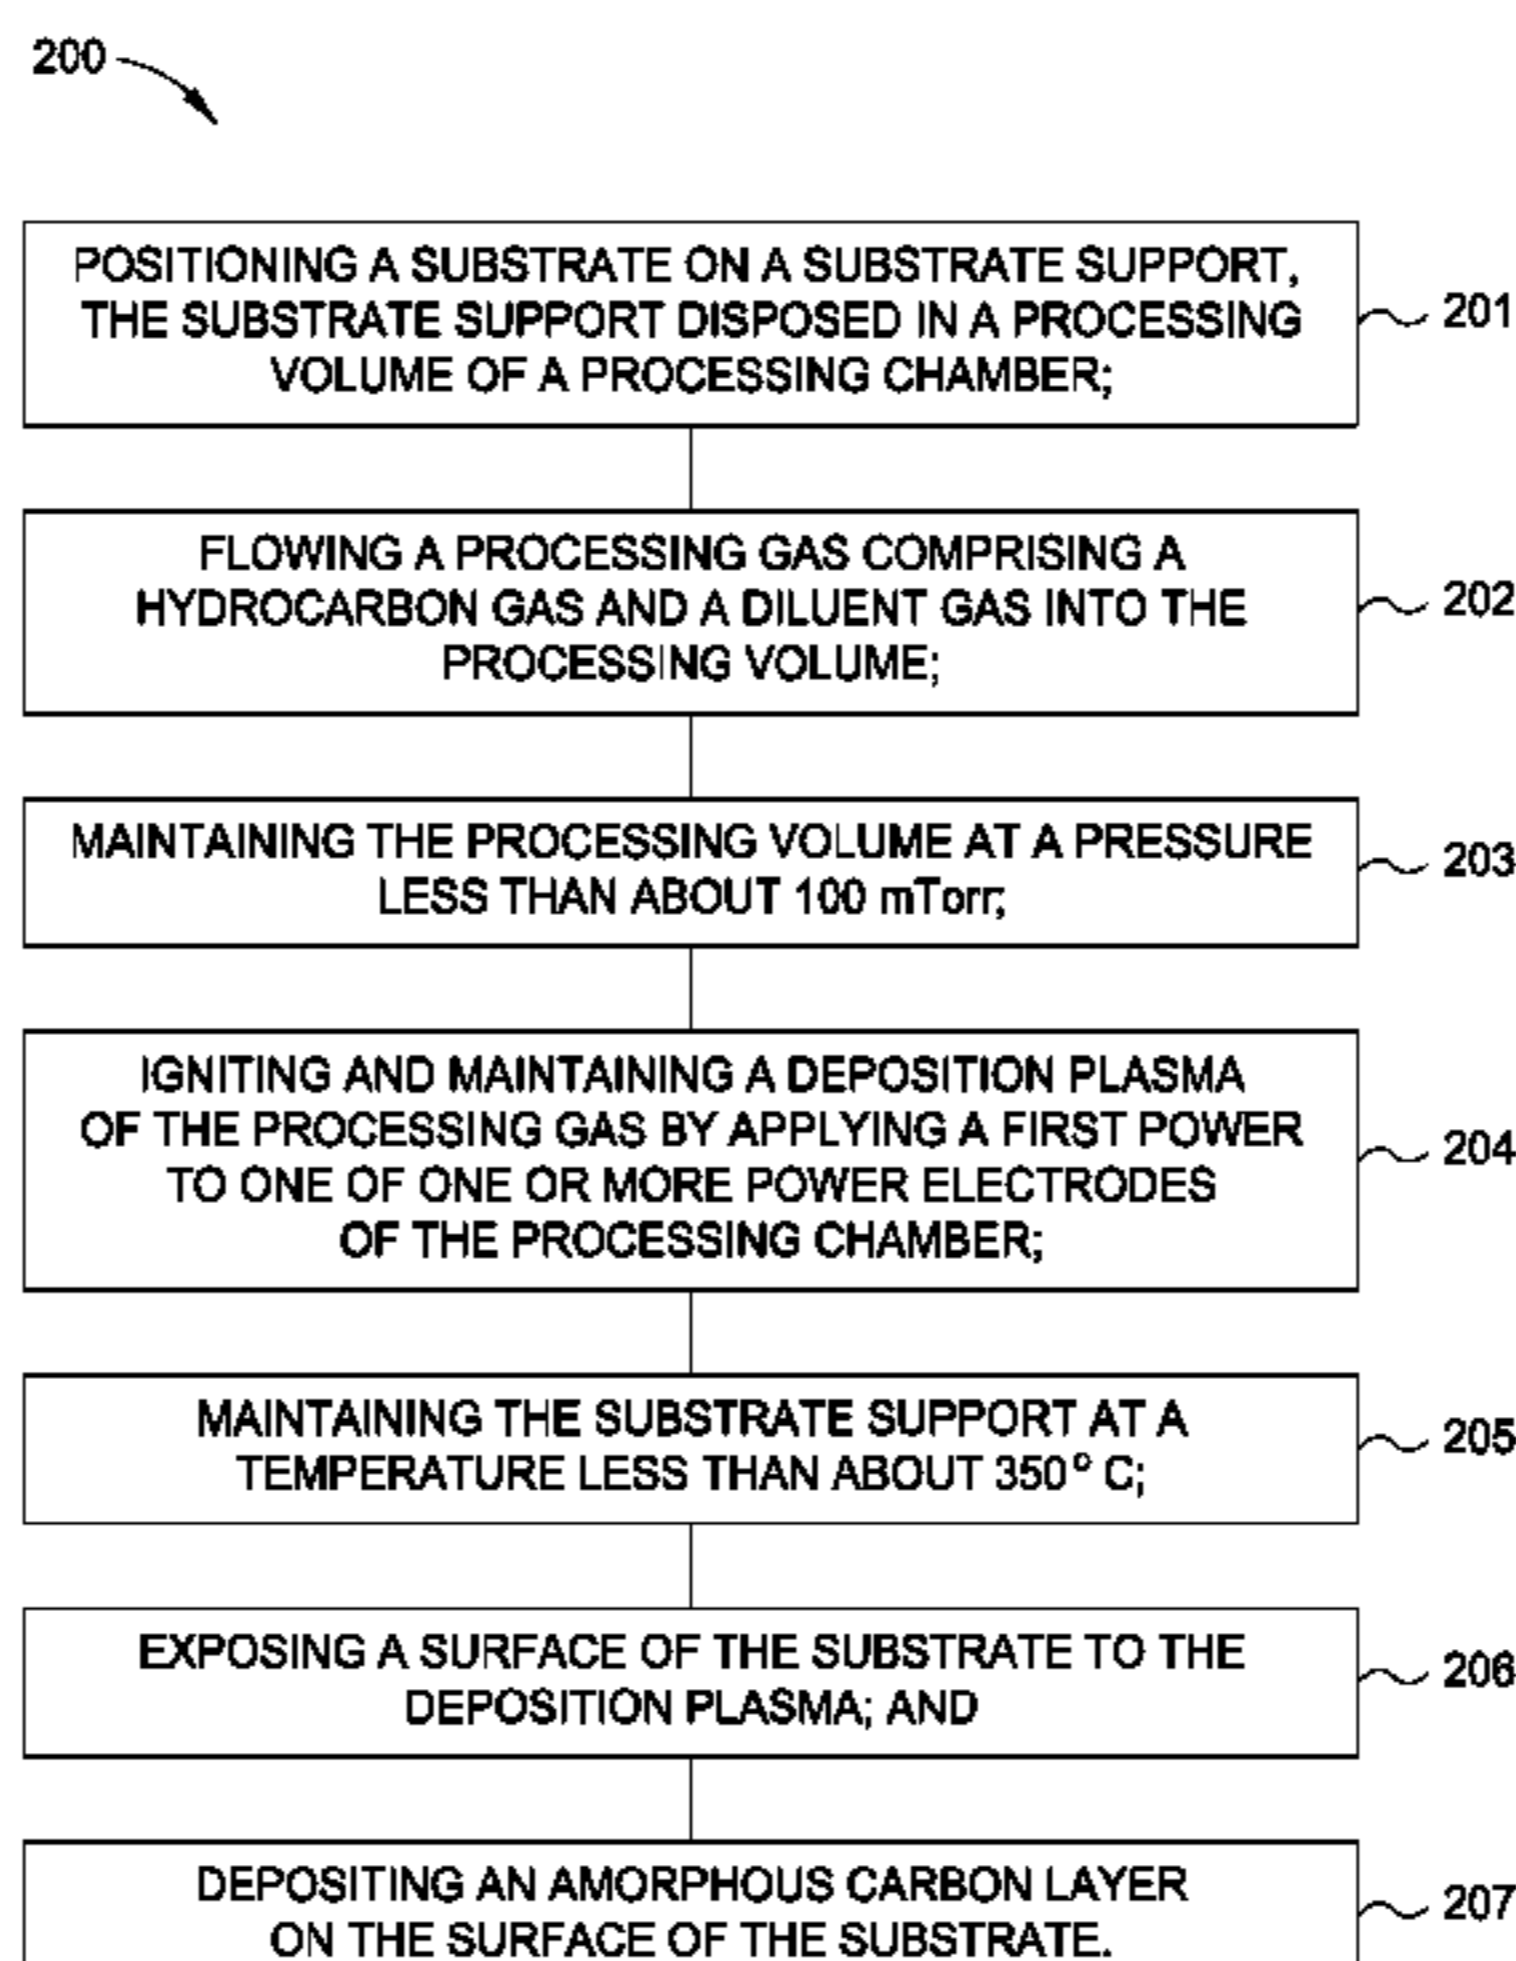 200
POSITIONING A SUBSTRATE ON A SUBSTRATE SUPPORT,
THE SUBSTRATE SUPPORT DISPOSED IN A PROCESSING
VOLUME OF A PROCESSING CHAMBER;
201
FLOWING A PROCESSING GAS COMPRISING A
HYDROCARBON GAS AND A DILUENT GAS INTO THE
PROCESSING VOLUME;
202
MAINTAINING THE PROCESSING VOLUME AT A PRESSURE
LESS THAN ABOUT 100 mTorr;
203
IGNITING AND MAINTAINING A DEPOSITION PLASMA
OF THE PROCESSING GAS BY APPLYING A FIRST POWER
TO ONE OF ONE OR MORE POWER ELECTRODES
OF THE PROCESSING CHAMBER;
204
MAINTAINING THE SUBSTRATE SUPPORT AT A
TEMPERATURE LESS THAN ABOUT 350° C;
205
EXPOSING A SURFACE OF THE SUBSTRATE TO THE
DEPOSITION PLASMA; AND
206
DEPOSITING AN AMORPHOUS CARBON LAYER
ON THE SURFACE OF THE SUBSTRATE.
207